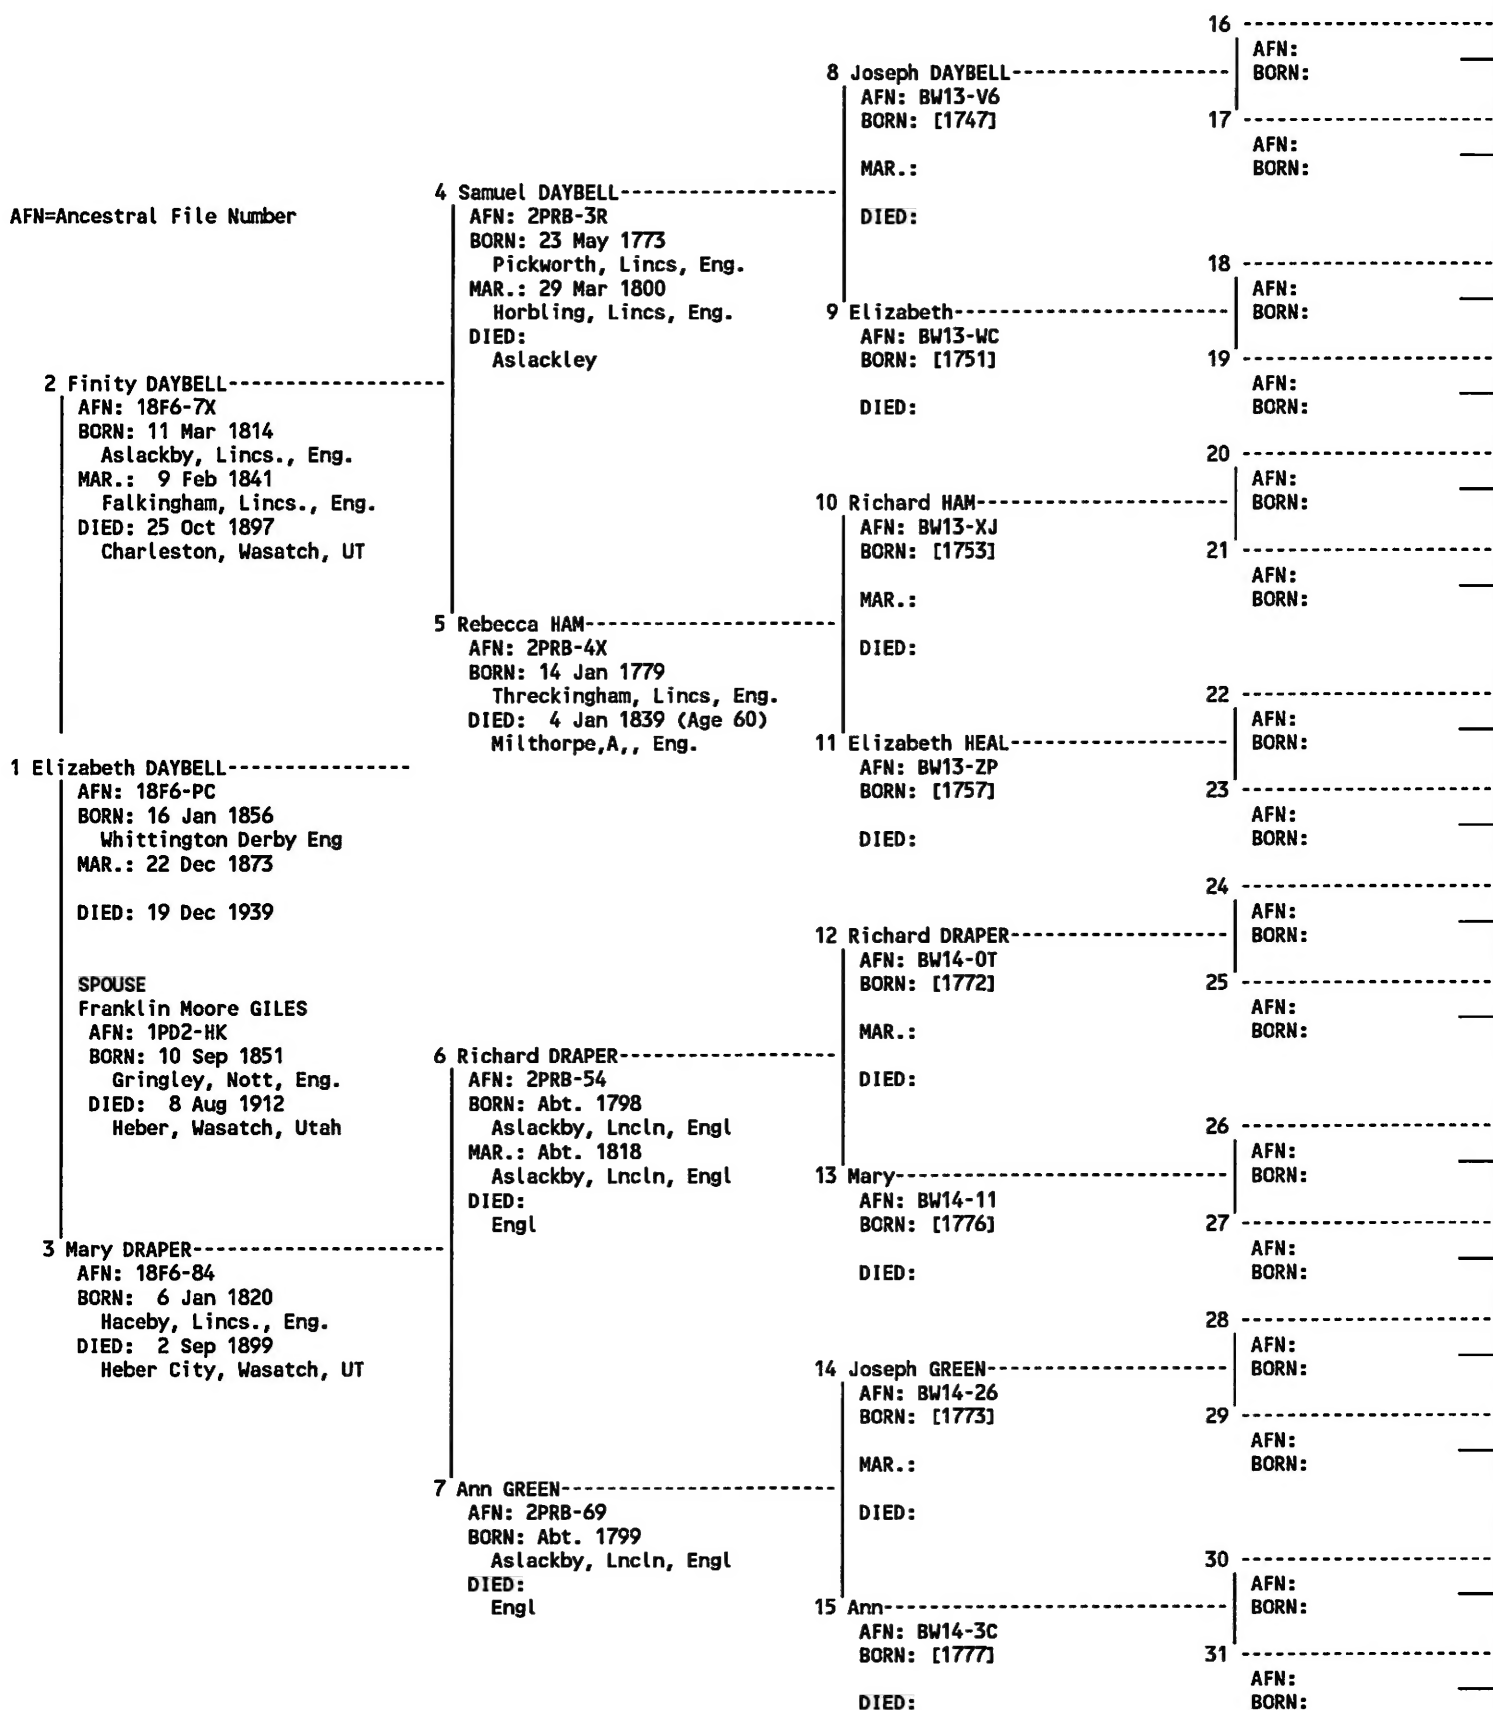 AFN=Ancestral File Number
1 Elizabeth DAYBELL
AFN: 18F6-PC
BORN: 16 Jan 1856
Whittington Derby Eng
MAR.: 22 Dec 1873
DIED: 19 Dec 1939
SPOUSE
Franklin Moore GILES
AFN: 1PD2-HK
BORN: 10 Sep 1851
Gringley, Nott, Eng.
DIED: 8 Aug 1912
Heber, Wasatch, Utah
2 Finity DAYBELL
AFN: 18F6-7X
BORN: 11 Mar 1814
Aslackby, Lincs., Eng.
MAR.: 9 Feb 1841
Falkingham, Lincs., Eng.
DIED: 25 Oct 1897
Charleston, Wasatch, UT
3 Mary DRAPER
AFN: 18F6-84
BORN: 6 Jan 1820
Haceby, Lincs., Eng.
DIED: 2 Sep 1899
Heber City, Wasatch, UT
4 Samuel DAYBELL
AFN: 2PRB-3R
BORN: 23 May 1773
Pickworth, Lincs, Eng.
MAR.: 29 Mar 1800
Horbling, Lincs, Eng.
DIED:
Aslackley
5 Rebecca HAM
AFN: 2PRB-4X
BORN: 14 Jan 1779
Threckingham, Lincs, Eng.
DIED: 4 Jan 1839 (Age 60)
Milthorpe,A,, Eng.
6 Richard DRAPER
AFN: 2PRB-54
BORN: Abt. 1798
Aslackby, Lncln, Engl
MAR.: Abt. 1818
Aslackby, Lncln, Engl
DIED:
Engl
7 Ann GREEN
AFN: 2PRB-69
BORN: Abt. 1799
Aslackby, Lncln, Engl
DIED:
Engl
8 Joseph DAYBELL
AFN: BW13-V6
BORN: [1747]
MAR.:
DIED:
9 Elizabeth
AFN: BW13-WC
BORN: [1751]
DIED:
10 Richard HAM
AFN: BW13-XJ
BORN: [1753]
MAR.:
DIED:
11 Elizabeth HEAL
AFN: BW13-ZP
BORN: [1757]
DIED:
12 Richard DRAPER
AFN: BW14-0T
BORN: [1772]
MAR.:
DIED:
13 Mary
AFN: BW14-11
BORN: [1776]
DIED:
14 Joseph GREEN
AFN: BW14-26
BORN: [1773]
MAR.:
DIED:
15 Ann
AFN: BW14-3C
BORN: [1777]
DIED:
16
AFN:
BORN:
17
AFN:
BORN:
18
AFN:
BORN:
19
AFN:
BORN:
20
AFN:
BORN:
21
AFN:
BORN:
22
AFN:
BORN:
23
AFN:
BORN:
24
AFN:
BORN:
25
AFN:
BORN:
26
AFN:
BORN:
27
AFN:
BORN:
28
AFN:
BORN:
29
AFN:
BORN:
30
AFN:
BORN:
31
AFN:
BORN: